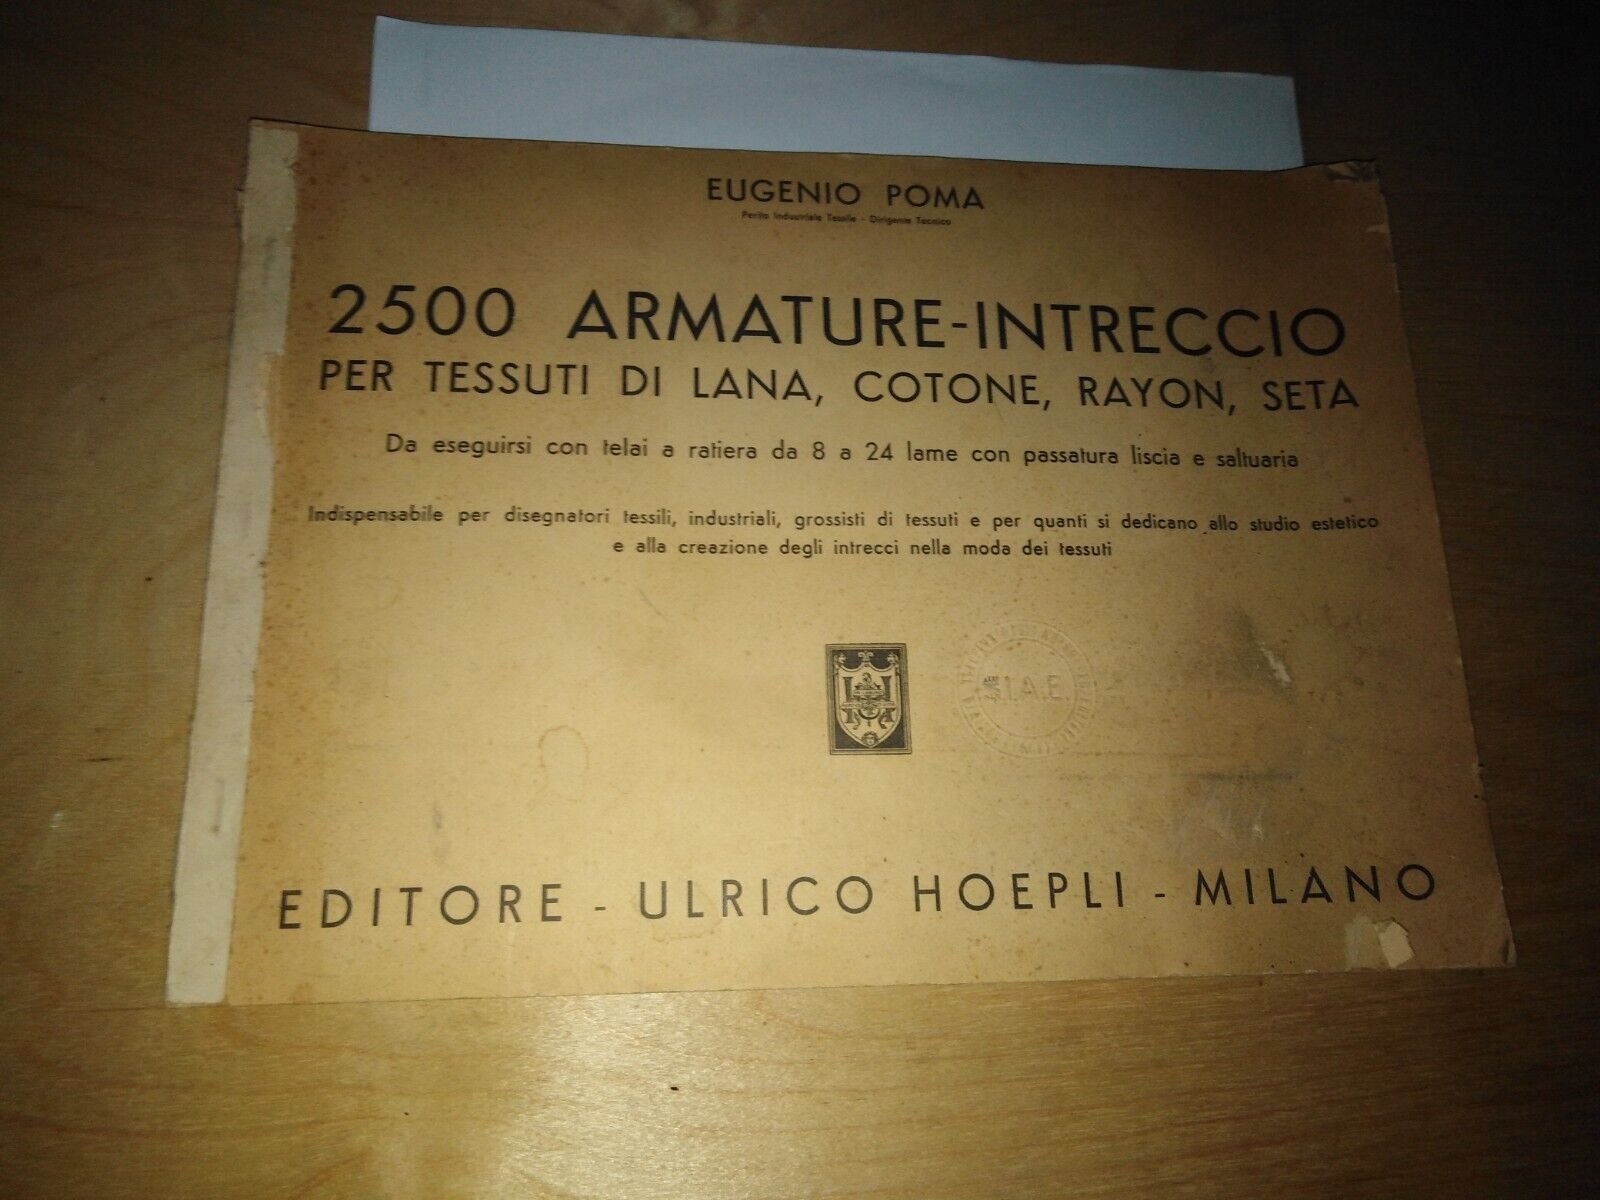 EUGENIO POMA
Perito Industriale Tessile - Dirigente Tecnico
2500 ARMATURE-INTRECCIO
PER TESSUTI DI LANA, COTONE, RAYON, SETA
Da eseguirsi con telai a ratiera da 8 a 24 lame con passatura liscia e saltuaria
Indispensabile per disegnatori tessili, industriali, grossisti di tessuti e per quanti si dedicano allo studio estetico
e alla creazione degli intrecci nella moda dei tessuti
S.I.A.E.
EDITORE - ULRICO HOEPLI - MILANO